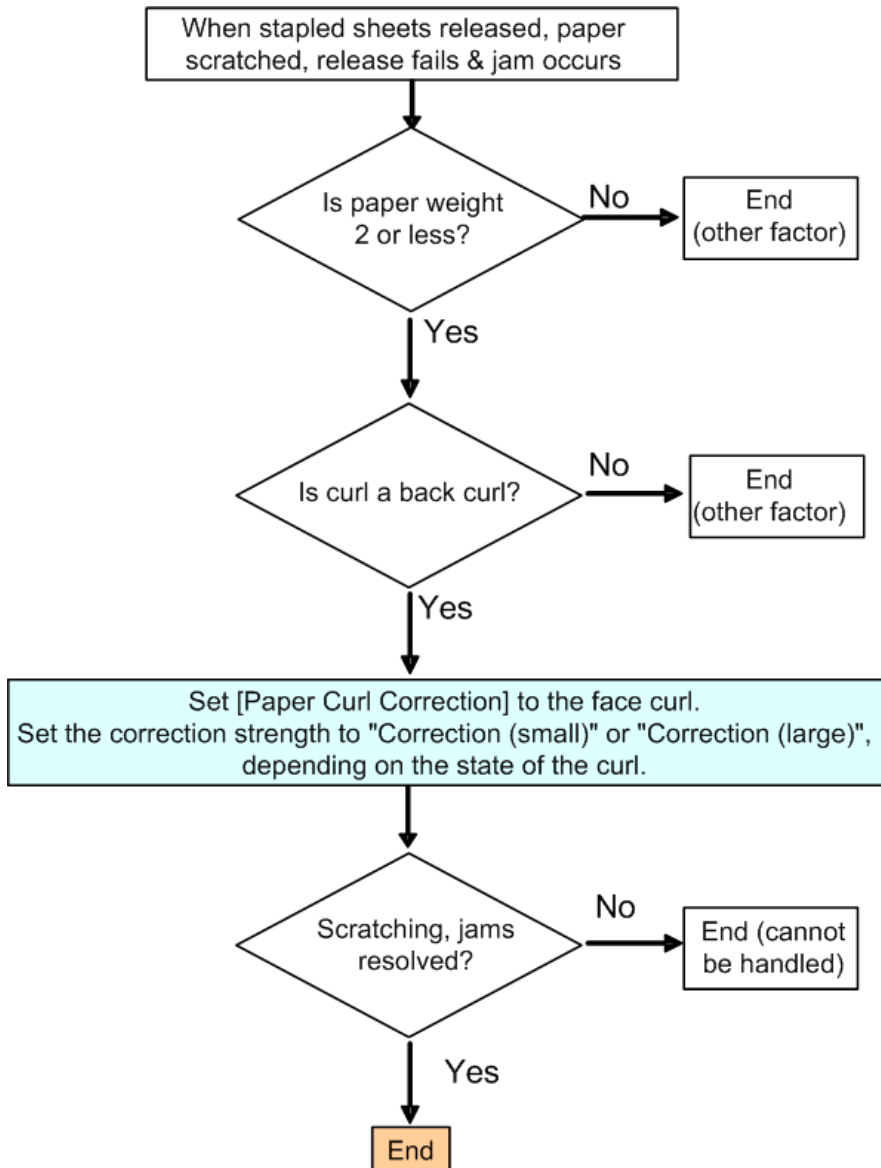 When stapled sheets released, paper
scratched, release fails & jam occurs
Is paper weight
2 or less?
No
End
(other factor)
Yes
Is curl a back curl?
No
End
(other factor)
Yes
Set [Paper Curl Correction] to the face curl.
Set the correction strength to "Correction (small)" or "Correction (large)",
depending on the state of the curl.
Scratching, jams
resolved?
No
End (cannot
be handled)
Yes
End